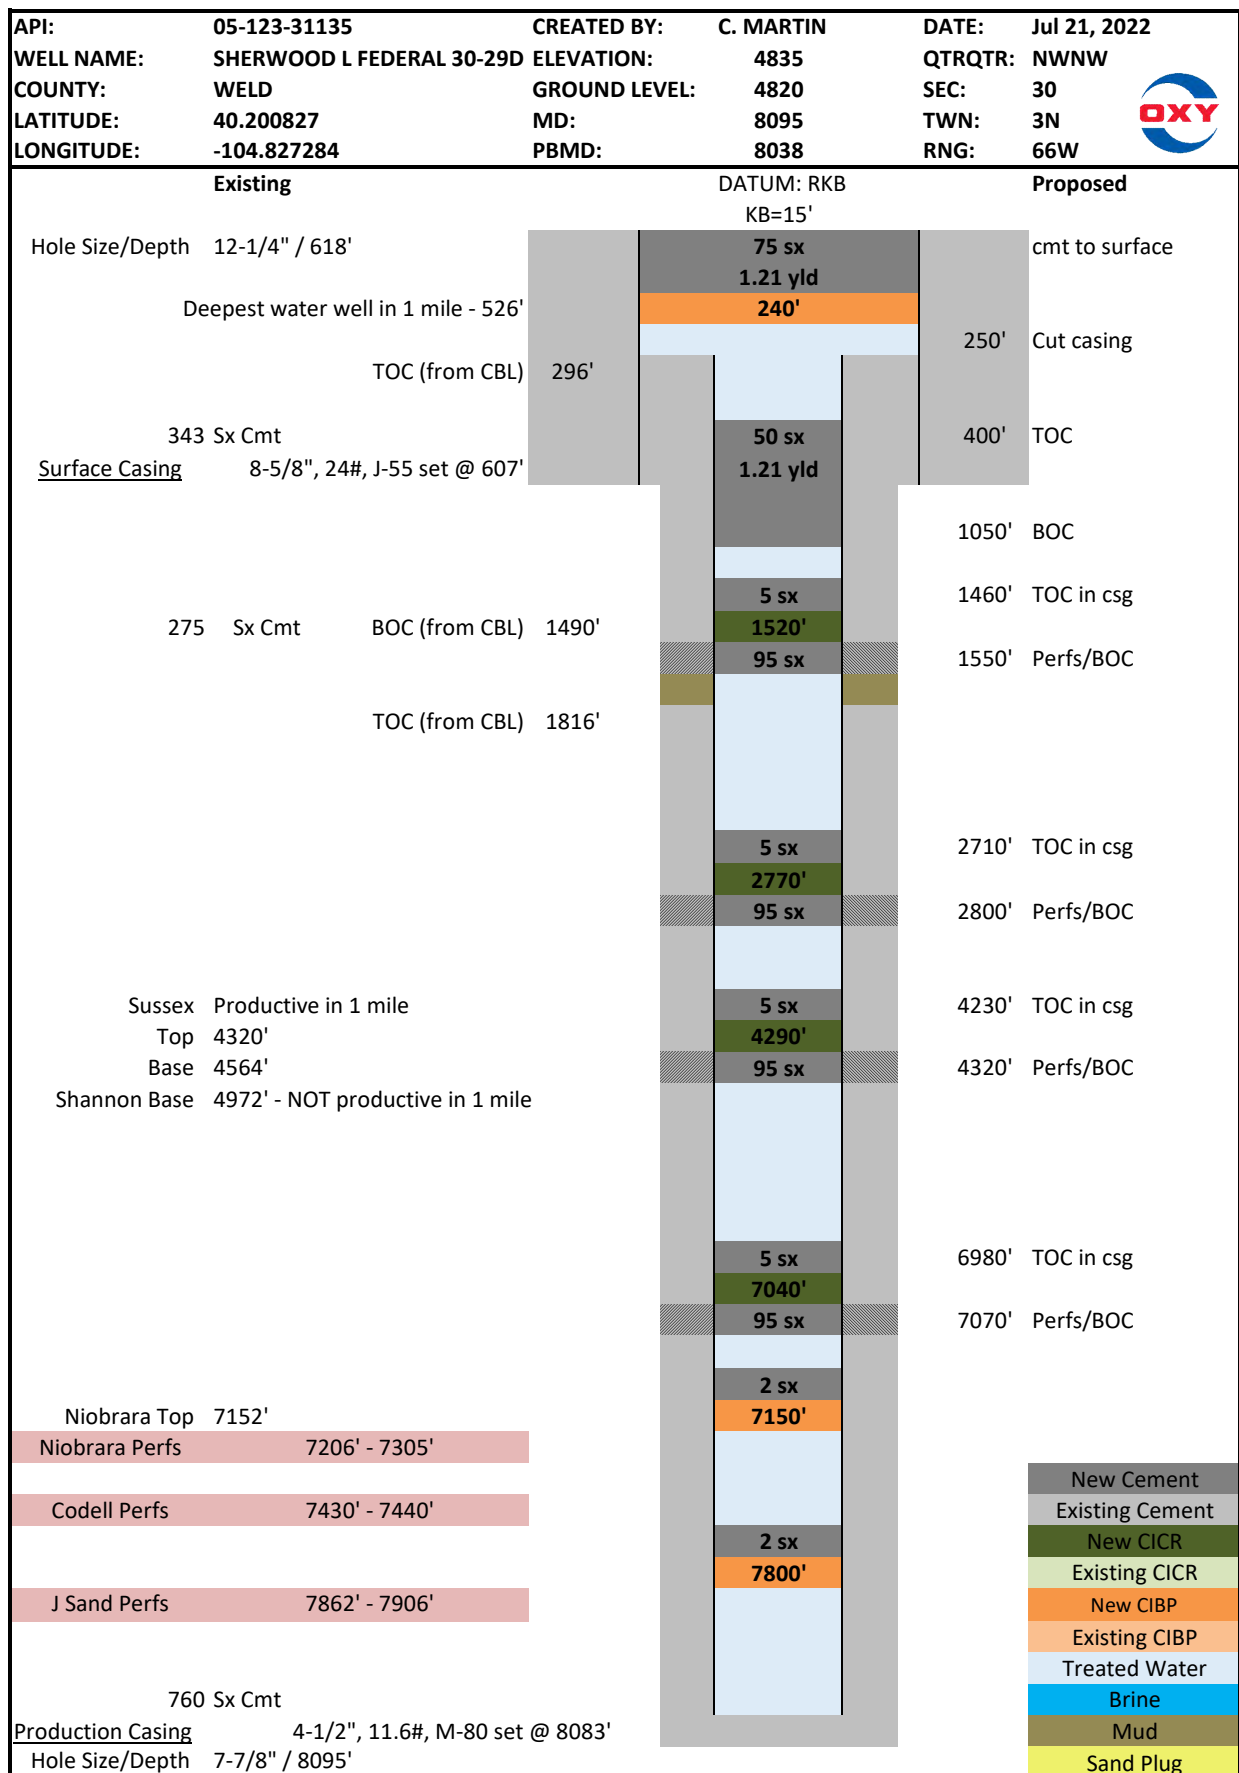 API: 05-123-31135 CREATED BY: C. MARTIN DATE: Jul 21, 2022
WELL NAME: SHERWOOD L FEDERAL 30-29D ELEVATION: 4835 QTRQTR: NWNW
COUNTY: WELD GROUND LEVEL: 4820 SEC: 30
LATITUDE: 40.200827 MD: 8095 TWN: 3N
LONGITUDE: -104.827284 PBMD: 8038 RNG: 66W
OXY
Existing DATUM: RKB Proposed
KB=15'
Hole Size/Depth 12-1/4" / 618' 75 sx cmt to surface
1.21 yld
Deepest water well in 1 mile - 526' 240'
250' Cut casing
TOC (from CBL) 296'
343 Sx Cmt 50 sx 400' TOC
Surface Casing 8-5/8", 24#, J-55 set @ 607' 1.21 yld
1050' BOC
5 sx 1460' TOC in csg
275 Sx Cmt BOC (from CBL) 1490' 1520'
95 sx 1550' Perfs/BOC
TOC (from CBL) 1816'
5 sx 2710' TOC in csg
2770'
95 sx 2800' Perfs/BOC
Sussex Productive in 1 mile 5 sx 4230' TOC in csg
Top 4320' 4290'
Base 4564' 95 sx 4320' Perfs/BOC
Shannon Base 4972' - NOT productive in 1 mile
5 sx 6980' TOC in csg
7040'
95 sx 7070' Perfs/BOC
2 sx
Niobrara Top 7152' 7150'
Niobrara Perfs 7206' - 7305'
New Cement
Codell Perfs 7430' - 7440' Existing Cement
2 sx New CICR
7800' Existing CICR
J Sand Perfs 7862' - 7906' New CIBP
Existing CIBP
Treated Water
760 Sx Cmt Brine
Production Casing 4-1/2", 11.6#, M-80 set @ 8083' Mud
Hole Size/Depth 7-7/8" / 8095' Sand Plug